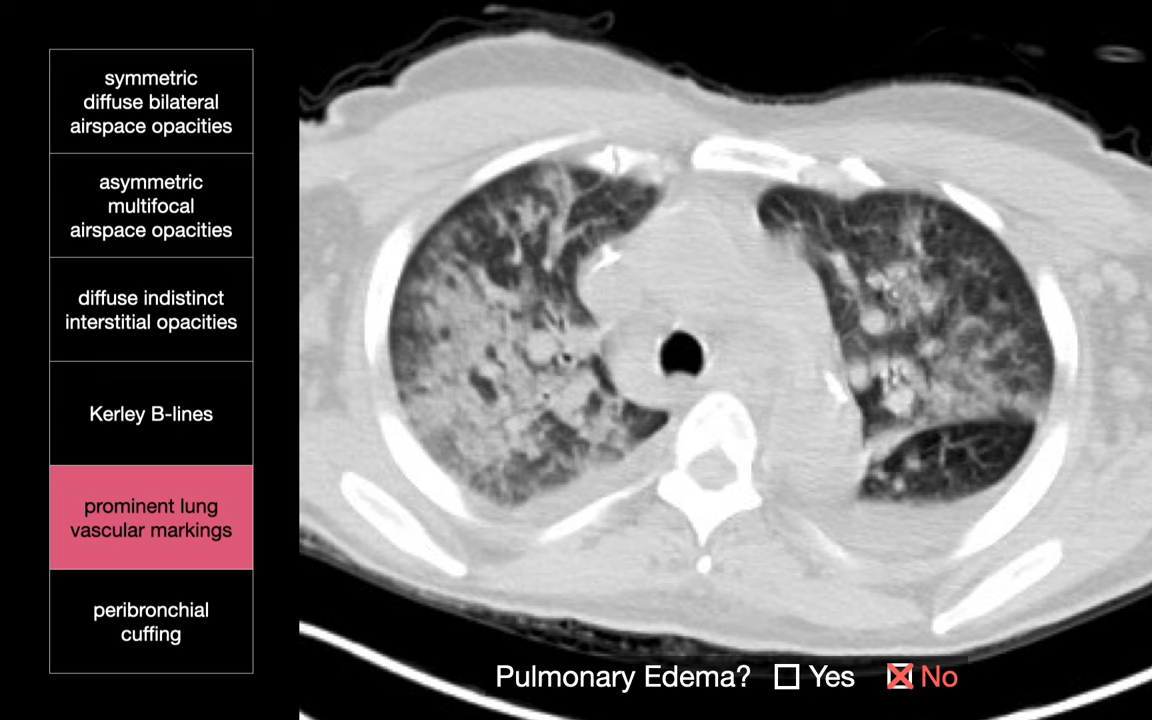 symmetric
diffuse bilateral
airspace opacities
asymmetric
multifocal
airspace opacities
diffuse indistinct
interstitial opacities
Kerley B-lines
prominent lung
vascular markings
peribronchial
cuffing
Pulmonary Edema? Yes No